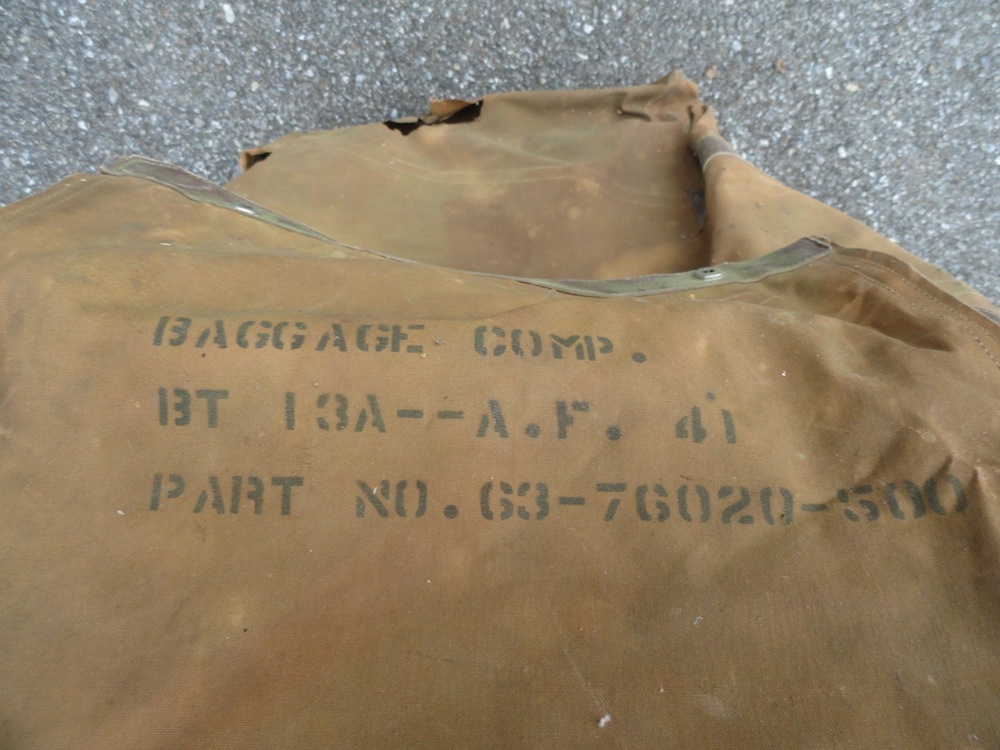 BAGGAGE COMP.
BT 13A--A.F. 41
PART NO.63-76020-500